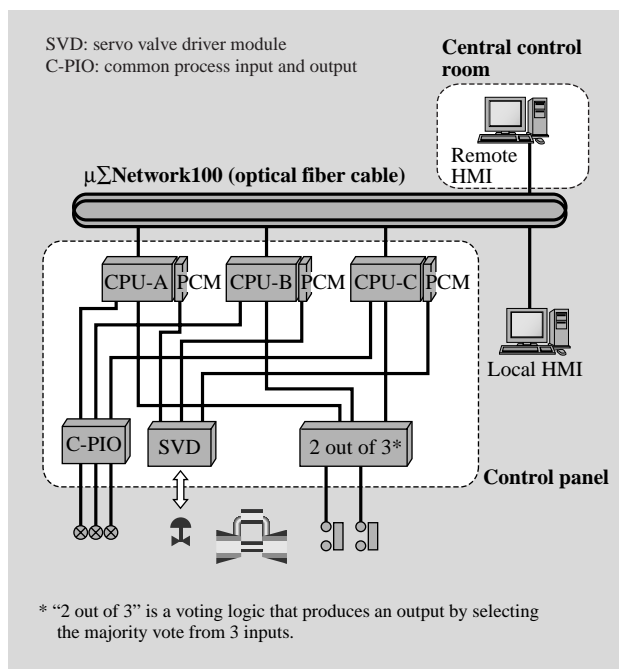 SVD: servo valve driver module
C-PIO: common process input and output
Central control
room
Remote
HMI
μΣNetwork100 (optical fiber cable)
CPU-A PCM CPU-B PCM CPU-C PCM
Local HMI
C-PIO SVD 2 out of 3*
Control panel
* “2 out of 3” is a voting logic that produces an output by selecting
the majority vote from 3 inputs.